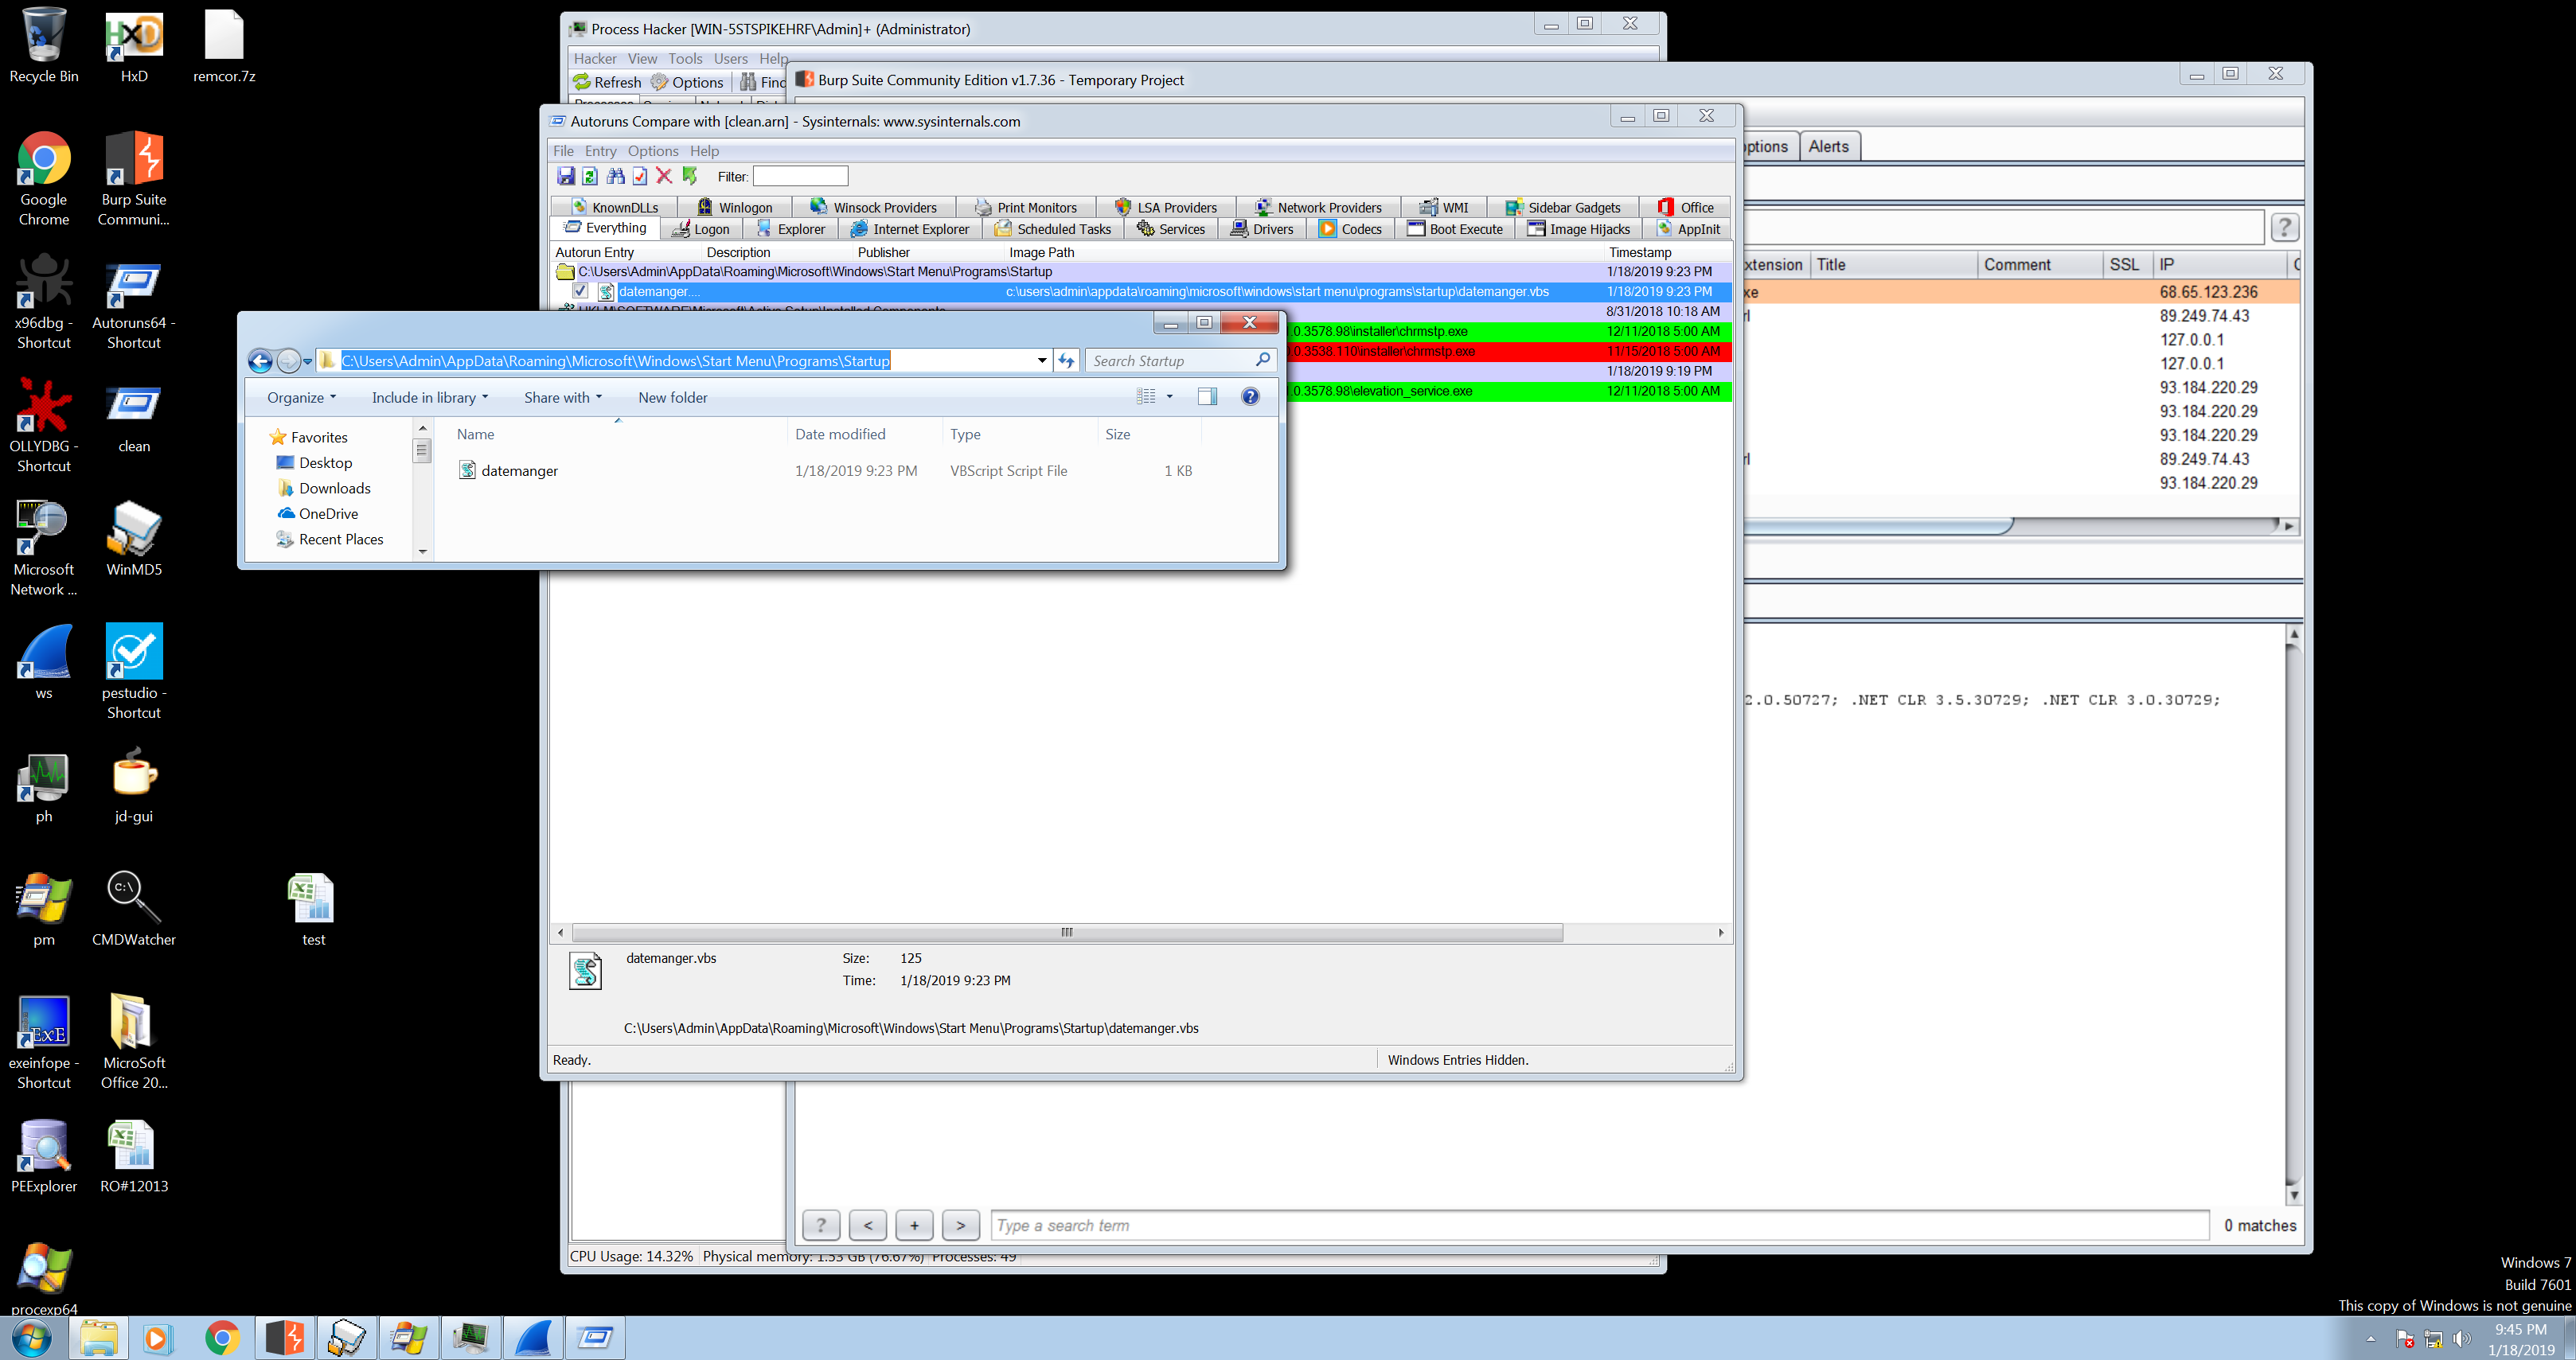 Recycle Bin
HxD
remcor.7z
Google
Chrome
Burp Suite
Communi...
x96dbg -
Shortcut
Autoruns64 -
Shortcut
OLLYDBG -
Shortcut
clean
Microsoft
Network ...
WinMD5
ws
pestudio -
Shortcut
ph
jd-gui
pm
CMDWatcher
test
exeinfope -
Shortcut
MicroSoft
Office 20...
PEExplorer
RO#12013
procexp64
Process Hacker [WIN-5STSPIKEHRF\Admin]+ (Administrator)
Hacker View Tools Users Help
Refresh Options Find
Burp Suite Community Edition v1.7.36 - Temporary Project
Autoruns Compare with [clean.arn] - Sysinternals: www.sysinternals.com
File Entry Options Help
Filter:
KnownDLLs Winlogon Winsock Providers Print Monitors LSA Providers Network Providers WMI Sidebar Gadgets Office
Everything Logon Explorer Internet Explorer Scheduled Tasks Services Drivers Codecs Boot Execute Image Hijacks AppInit
Autorun Entry Description Publisher Image Path Timestamp
C:\Users\Admin\AppData\Roaming\Microsoft\Windows\Start Menu\Programs\Startup 1/18/2019 9:23 PM
datemanger.... c:\users\admin\appdata\roaming\microsoft\windows\start menu\programs\startup\datemanger.vbs 1/18/2019 9:23 PM
8/31/2018 10:18 AM
.0.3578.98\installer\chrmstp.exe 12/11/2018 5:00 AM
.0.3538.110\installer\chrmstp.exe 11/15/2018 5:00 AM
1/18/2019 9:19 PM
.0.3578.98\elevation_service.exe 12/11/2018 5:00 AM
C:\Users\Admin\AppData\Roaming\Microsoft\Windows\Start Menu\Programs\Startup
Search Startup
Organize Include in library Share with New folder
Favorites
Desktop
Downloads
OneDrive
Recent Places
Name Date modified Type Size
datemanger 1/18/2019 9:23 PM VBScript Script File 1 KB
datemanger.vbs Size: 125
Time: 1/18/2019 9:23 PM
C:\Users\Admin\AppData\Roaming\Microsoft\Windows\Start Menu\Programs\Startup\datemanger.vbs
Ready. Windows Entries Hidden.
ptions Alerts
?
xtension Title Comment SSL IP
xe 68.65.123.236
rl 89.249.74.43
127.0.0.1
127.0.0.1
93.184.220.29
93.184.220.29
93.184.220.29
rl 89.249.74.43
93.184.220.29
2.0.50727; .NET CLR 3.5.30729; .NET CLR 3.0.30729;
? < + > Type a search term 0 matches
CPU Usage: 14.32% Physical memory: 1.53 GB (76.67%) Processes: 49
Windows 7
Build 7601
This copy of Windows is not genuine
9:45 PM
1/18/2019